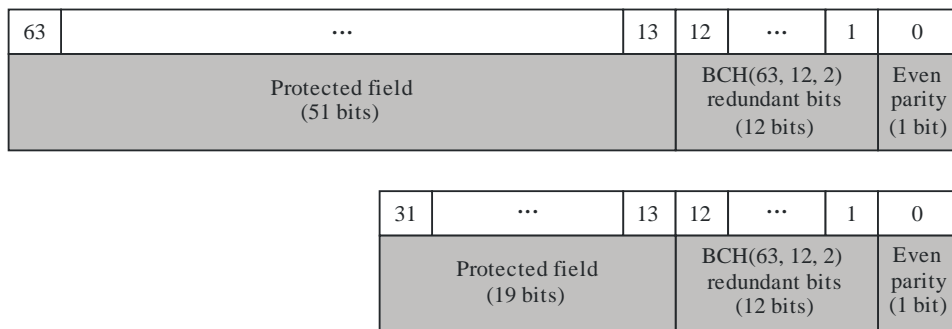 63 ... 13 12 ... 1 0
Protected field
(51 bits)
BCH(63, 12, 2)
redundant bits
(12 bits)
Even
parity
(1 bit)
31 ... 13 12 ... 1 0
Protected field
(19 bits)
BCH(63, 12, 2)
redundant bits
(12 bits)
Even
parity
(1 bit)